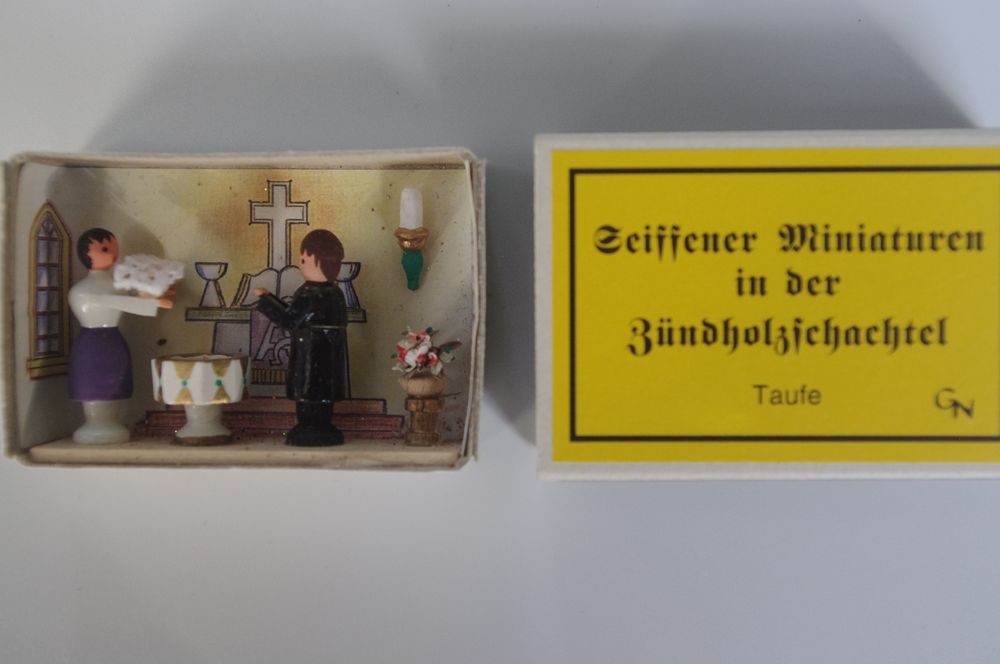 Seiffener Miniaturen
in der
Zündholzschachtel
Taufe
GN